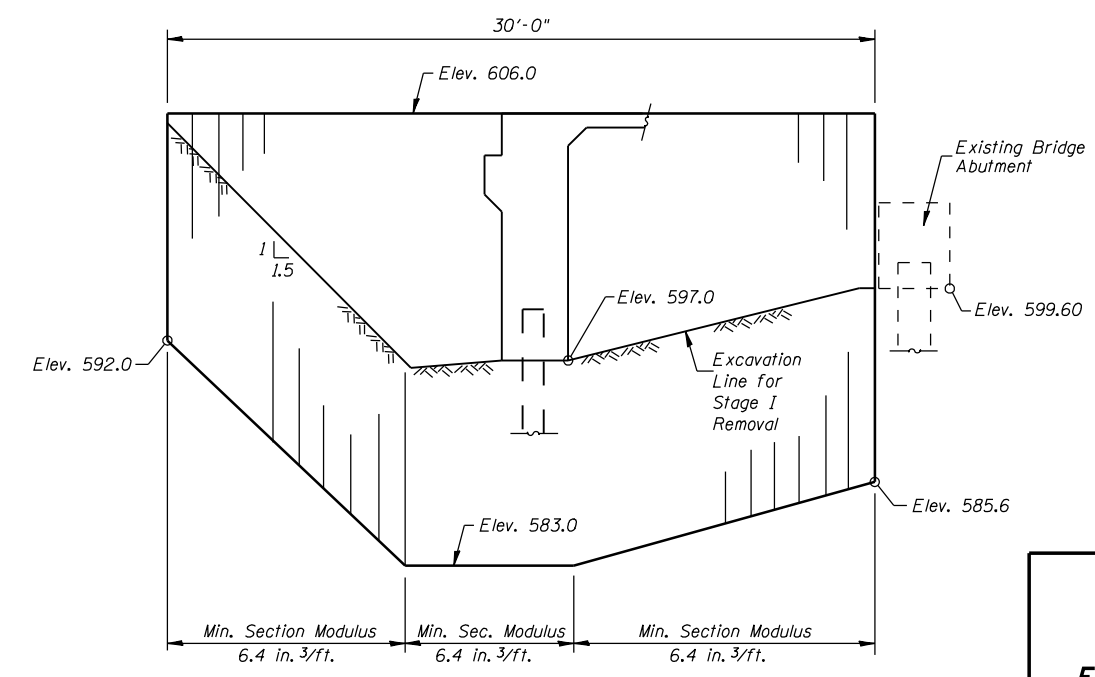 30'-0"
Elev. 606.0
Existing Bridge
Abutment
1
1.5
Elev. 597.0
Elev. 599.60
Elev. 592.0
Excavation
Line for
Stage I
Removal
Elev. 583.0
Elev. 585.6
Min. Section Modulus
6.4 in.³/ft.
Min. Sec. Modulus
6.4 in.³/ft.
Min. Section Modulus
6.4 in.³/ft.